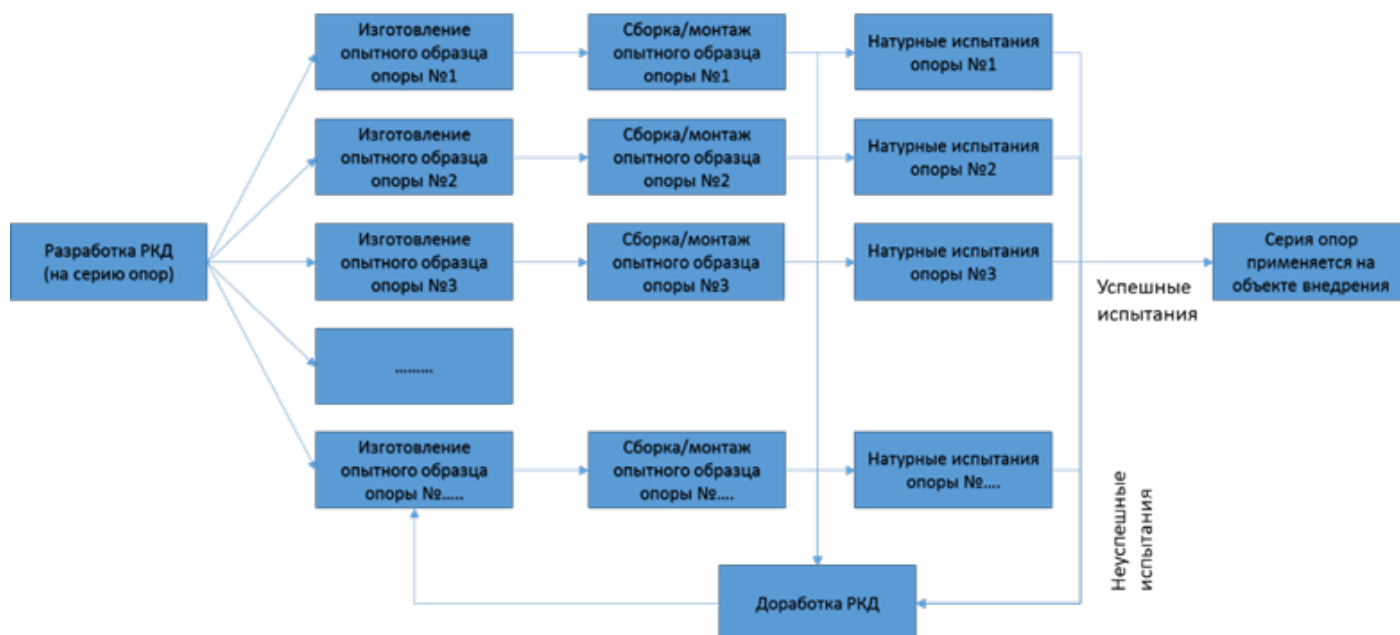 Изготовление
опытного образца
опоры №1
Сборка/монтаж
опытного образца
опоры №1
Натурные испытания
опоры №1
Изготовление
опытного образца
опоры №2
Сборка/монтаж
опытного образца
опоры №2
Натурные испытания
опоры №2
Разработка РКД
(на серию опор)
Изготовление
опытного образца
опоры №3
Сборка/монтаж
опытного образца
опоры №3
Натурные испытания
опоры №3
Серия опор
применяется на
объекте внедрения
Успешные
испытания
.........
Изготовление
опытного образца
опоры №.....
Сборка/монтаж
опытного образца
опоры №....
Натурные испытания
опоры №....
Неуспешные
испытания
Доработка РКД